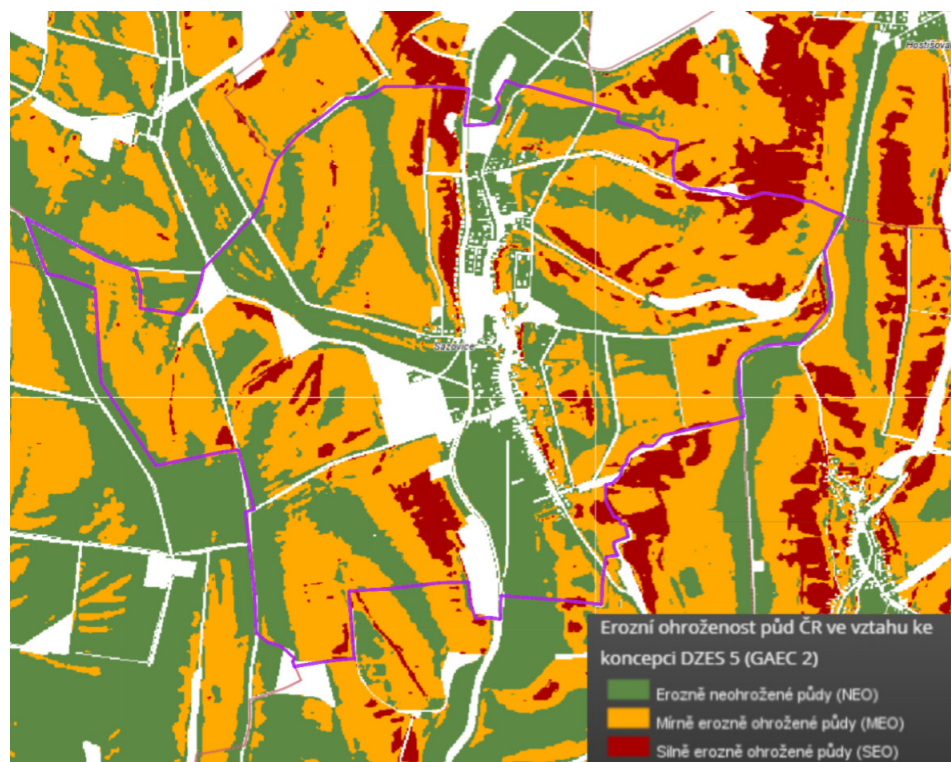 Hostišová
Sazovice
Erozní ohroženost půd ČR ve vztahu ke
koncepci DZES 5 (GAEC 2)
Erozně neohrožené půdy (NEO)
Mírně erozně ohrožené půdy (MEO)
Silně erozně ohrožené půdy (SEO)